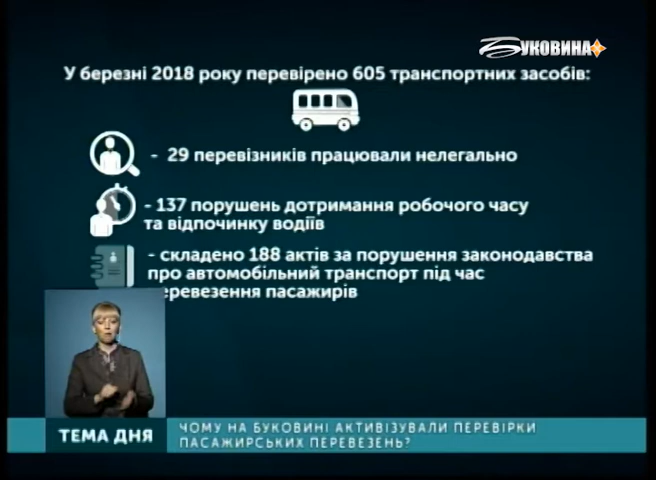 БУКОВИНА
У березні 2018 року перевірено 605 транспортних засобів:
- 29 перевізників працювали нелегально
- 137 порушень дотримання робочого часу
та відпочинку водіїв
- складено 188 актів за порушення законодавства
про автомобільний транспорт під час
еревезення пасажирів
ТЕМА ДНЯ
ЧОМУ НА БУКОВИНІ АКТИВІЗУВАЛИ ПЕРЕВІРКИ
ПАСАЖИРСЬКИХ ПЕРЕВЕЗЕНЬ?